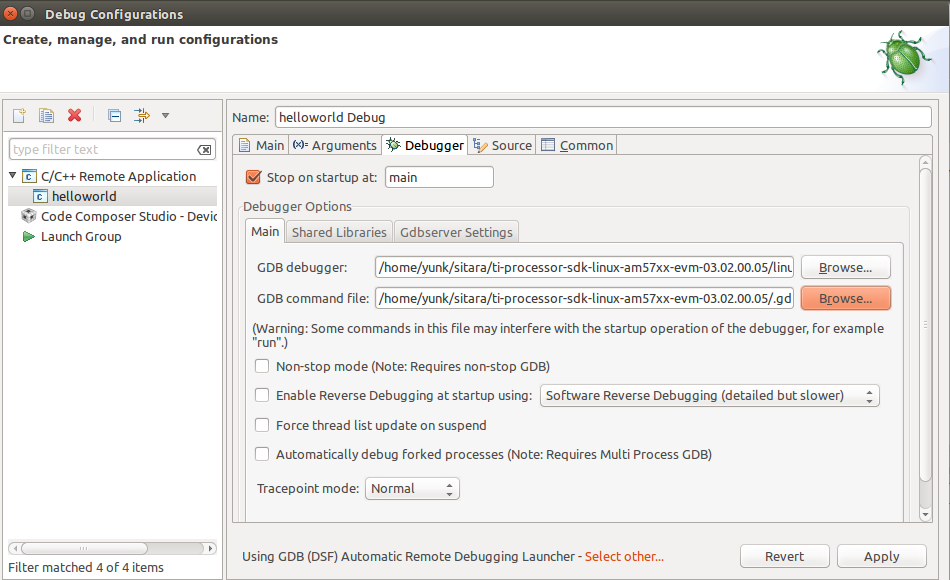 Debug Configurations
Create, manage, and run configurations
type filter text
C/C++ Remote Application
helloworld
Code Composer Studio - Devic
Launch Group
Filter matched 4 of 4 items
Name: helloworld Debug
Main (x)= Arguments Debugger Source Common
Stop on startup at: main
Debugger Options
Main Shared Libraries Gdbserver Settings
GDB debugger: /home/yunk/sitara/ti-processor-sdk-linux-am57xx-evm-03.02.00.05/linu Browse...
GDB command file: /home/yunk/sitara/ti-processor-sdk-linux-am57xx-evm-03.02.00.05/.gd Browse...
(Warning: Some commands in this file may interfere with the startup operation of the debugger, for example
"run".)
Non-stop mode (Note: Requires non-stop GDB)
Enable Reverse Debugging at startup using: Software Reverse Debugging (detailed but slower)
Force thread list update on suspend
Automatically debug forked processes (Note: Requires Multi Process GDB)
Tracepoint mode: Normal
Using GDB (DSF) Automatic Remote Debugging Launcher - Select other... Revert Apply